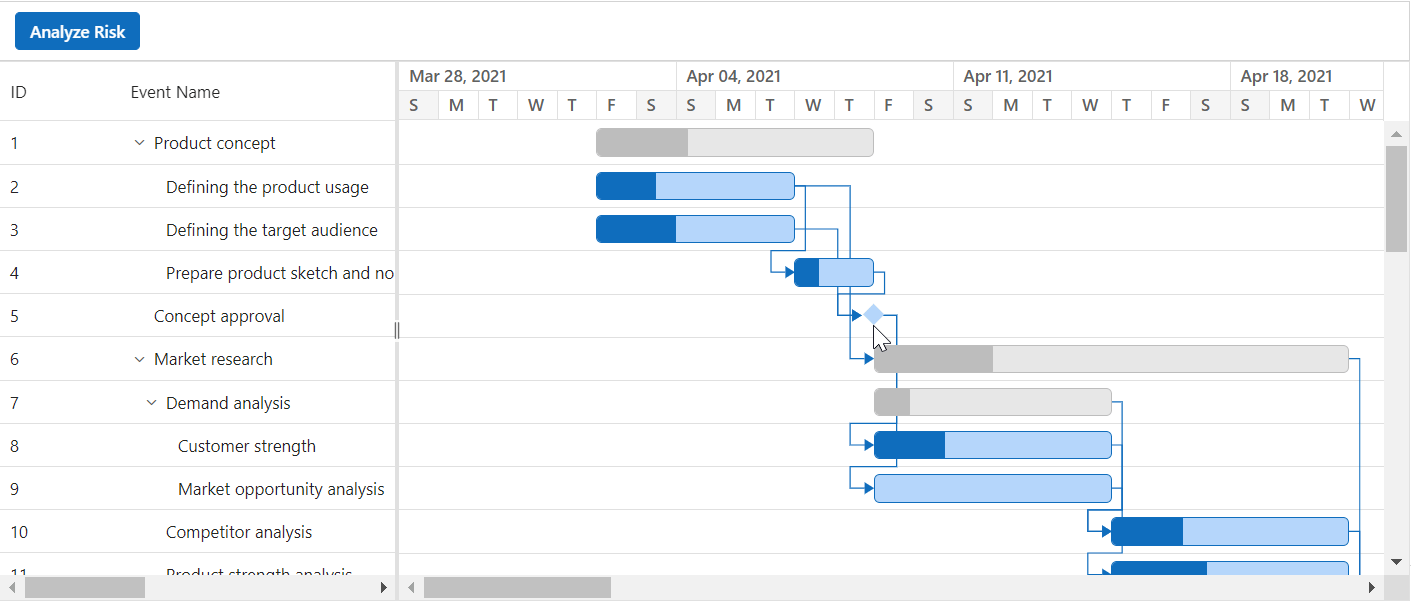 Analyze Risk
ID Event Name Mar 28, 2021 Apr 04, 2021 Apr 11, 2021 Apr 18, 2021
S M T W T F S S M T W T F S S M T W T F S S M T W
1 Product concept
2 Defining the product usage
3 Defining the target audience
4 Prepare product sketch and no
5 Concept approval
6 Market research
7 Demand analysis
8 Customer strength
9 Market opportunity analysis
10 Competitor analysis
11 Product strength analysis